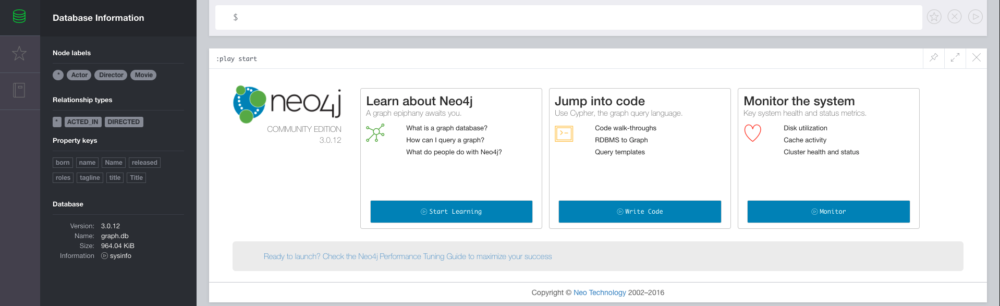 Database Information
Node labels
* Actor Director Movie
Relationship types
* ACTED_IN DIRECTED
Property keys
born name Name released
roles tagline title Title
Database
Version: 3.0.12
Name: graph.db
Size: 964.04 KiB
Information sysinfo
$
:play start
neo4j
COMMUNITY EDITION
3.0.12
Learn about Neo4j
A graph epiphany awaits you.
What is a graph database?
How can I query a graph?
What do people do with Neo4j?
Start Learning
Jump into code
Use Cypher, the graph query language.
Code walk-throughs
RDBMS to Graph
Query templates
Write Code
Monitor the system
Key system health and status metrics.
Disk utilization
Cache activity
Cluster health and status
Monitor
Ready to launch? Check the Neo4j Performance Tuning Guide to maximize your success
Copyright © Neo Technology 2002–2016